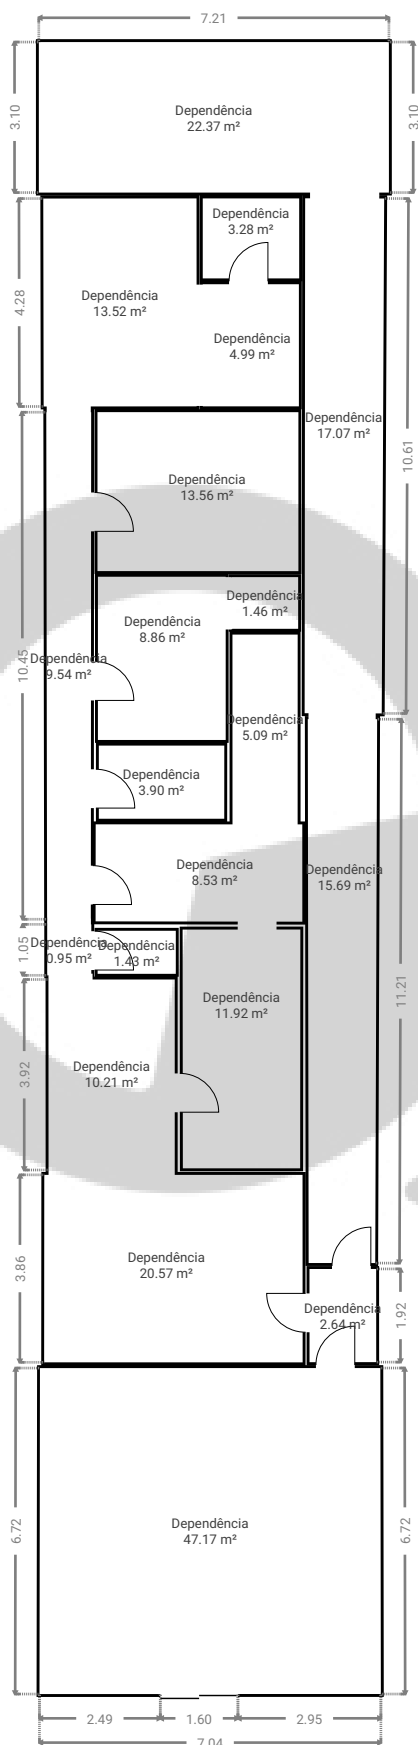 7.21
3.10
3.10
Dependência
22.37 m²
Dependência
3.28 m²
4.28
Dependência
13.52 m²
Dependência
4.99 m²
Dependência
17.07 m²
10.61
Dependência
13.56 m²
Dependência
1.46 m²
Dependência
8.86 m²
10.45
Dependência
9.54 m²
Dependência
5.09 m²
Dependência
3.90 m²
Dependência
8.53 m²
Dependência
15.69 m²
1.05
Dependência
0.95 m²
Dependência
1.43 m²
Dependência
11.92 m²
11.21
3.92
Dependência
10.21 m²
3.86
Dependência
20.57 m²
Dependência
2.64 m²
1.92
6.72
Dependência
47.17 m²
6.72
2.49
1.60
2.95
7.04